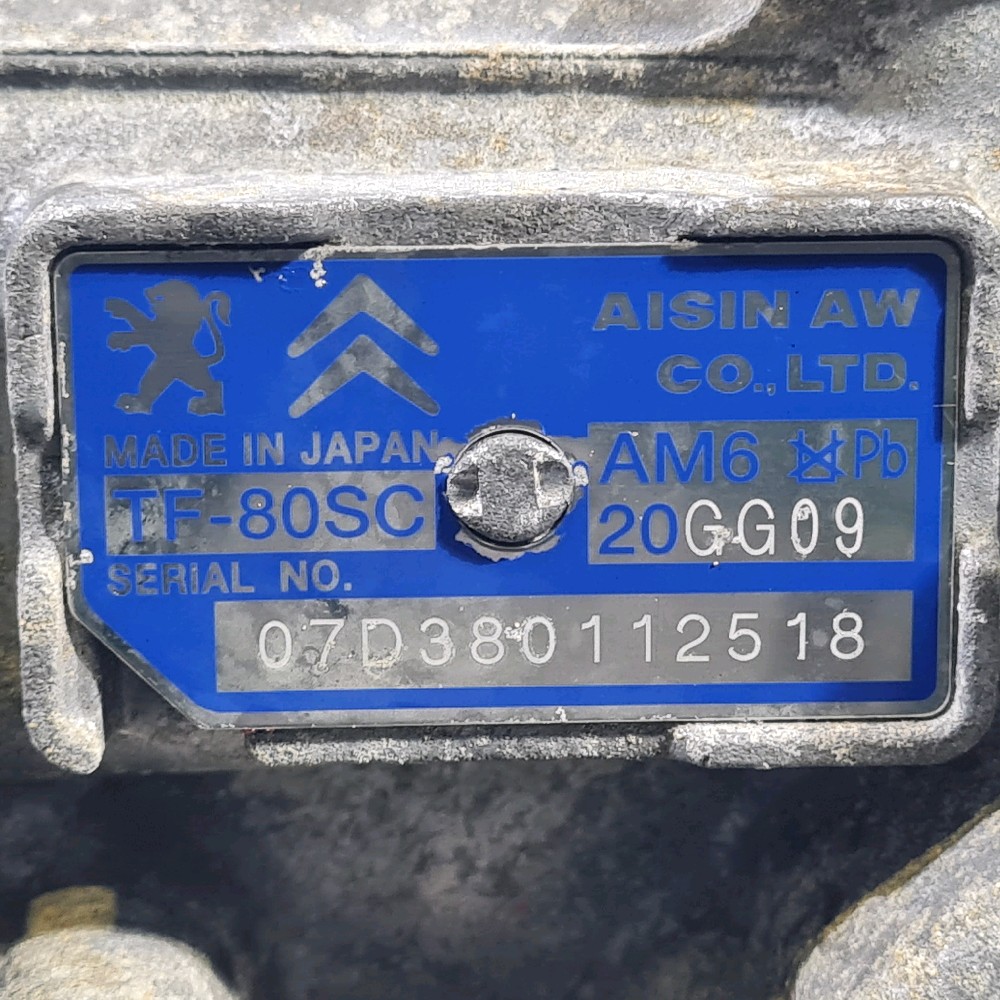 AISIN AW
CO., LTD.
MADE IN JAPAN
AM6 Pb
TF-80SC
20GG09
SERIAL NO.
07D380112518